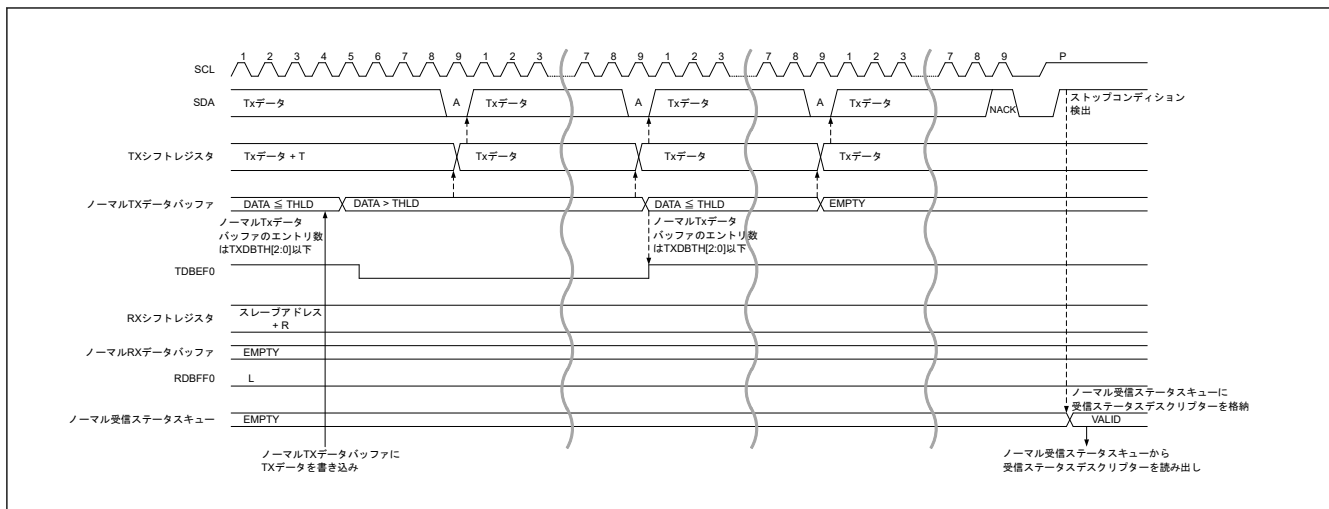 SCL 1 2 3 4 5 6 7 8 9 1 2 3 7 8 9 1 2 3 7 8 9 1 2 3 7 8 9 P
SDA Txデータ A Txデータ A Txデータ A Txデータ NACK
ストップコンディション
検出
TXシフトレジスタ Txデータ + T Txデータ Txデータ Txデータ
ノーマルTXデータバッファ DATA ≦ THLD DATA > THLD DATA ≦ THLD EMPTY
ノーマルTxデータ
バッファのエントリ数
はTXDBTH[2:0]以下
ノーマルTxデータ
バッファのエントリ数
はTXDBTH[2:0]以下
TDBEF0
RXシフトレジスタ
スレーブアドレス
+ R
ノーマルRXデータバッファ EMPTY
RDBFF0 L
ノーマル受信ステータスキューに
受信ステータスデスクリプターを格納
ノーマル受信ステータスキュー EMPTY VALID
ノーマルTXデータバッファに
TXデータを書き込み
ノーマル受信ステータスキューから
受信ステータスデスクリプターを読み出し